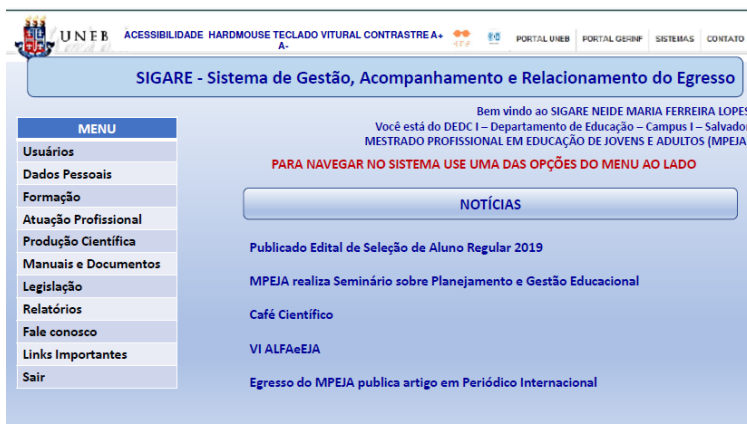 UNEB
ACESSIBILIDADE HARDMOUSE TECLADO VITURAL CONTRASTRE A+
A-
PORTAL UNEB
PORTAL GERINF
SISTEMAS
CONTATO
SIGARE - Sistema de Gestão, Acompanhamento e Relacionamento do Egresso
Bem vindo ao SIGARE NEIDE MARIA FERREIRA LOPES
Você está do DEDC I – Departamento de Educação – Campus I – Salvador
MESTRADO PROFISSIONAL EM EDUCAÇÃO DE JOVENS E ADULTOS (MPEJA
PARA NAVEGAR NO SISTEMA USE UMA DAS OPÇÕES DO MENU AO LADO
MENU
Usuários
Dados Pessoais
Formação
Atuação Profissional
Produção Científica
Manuais e Documentos
Legislação
Relatórios
Fale conosco
Links Importantes
Sair
NOTÍCIAS
Publicado Edital de Seleção de Aluno Regular 2019
MPEJA realiza Seminário sobre Planejamento e Gestão Educacional
Café Científico
VI ALFAeEJA
Egresso do MPEJA publica artigo em Periódico Internacional